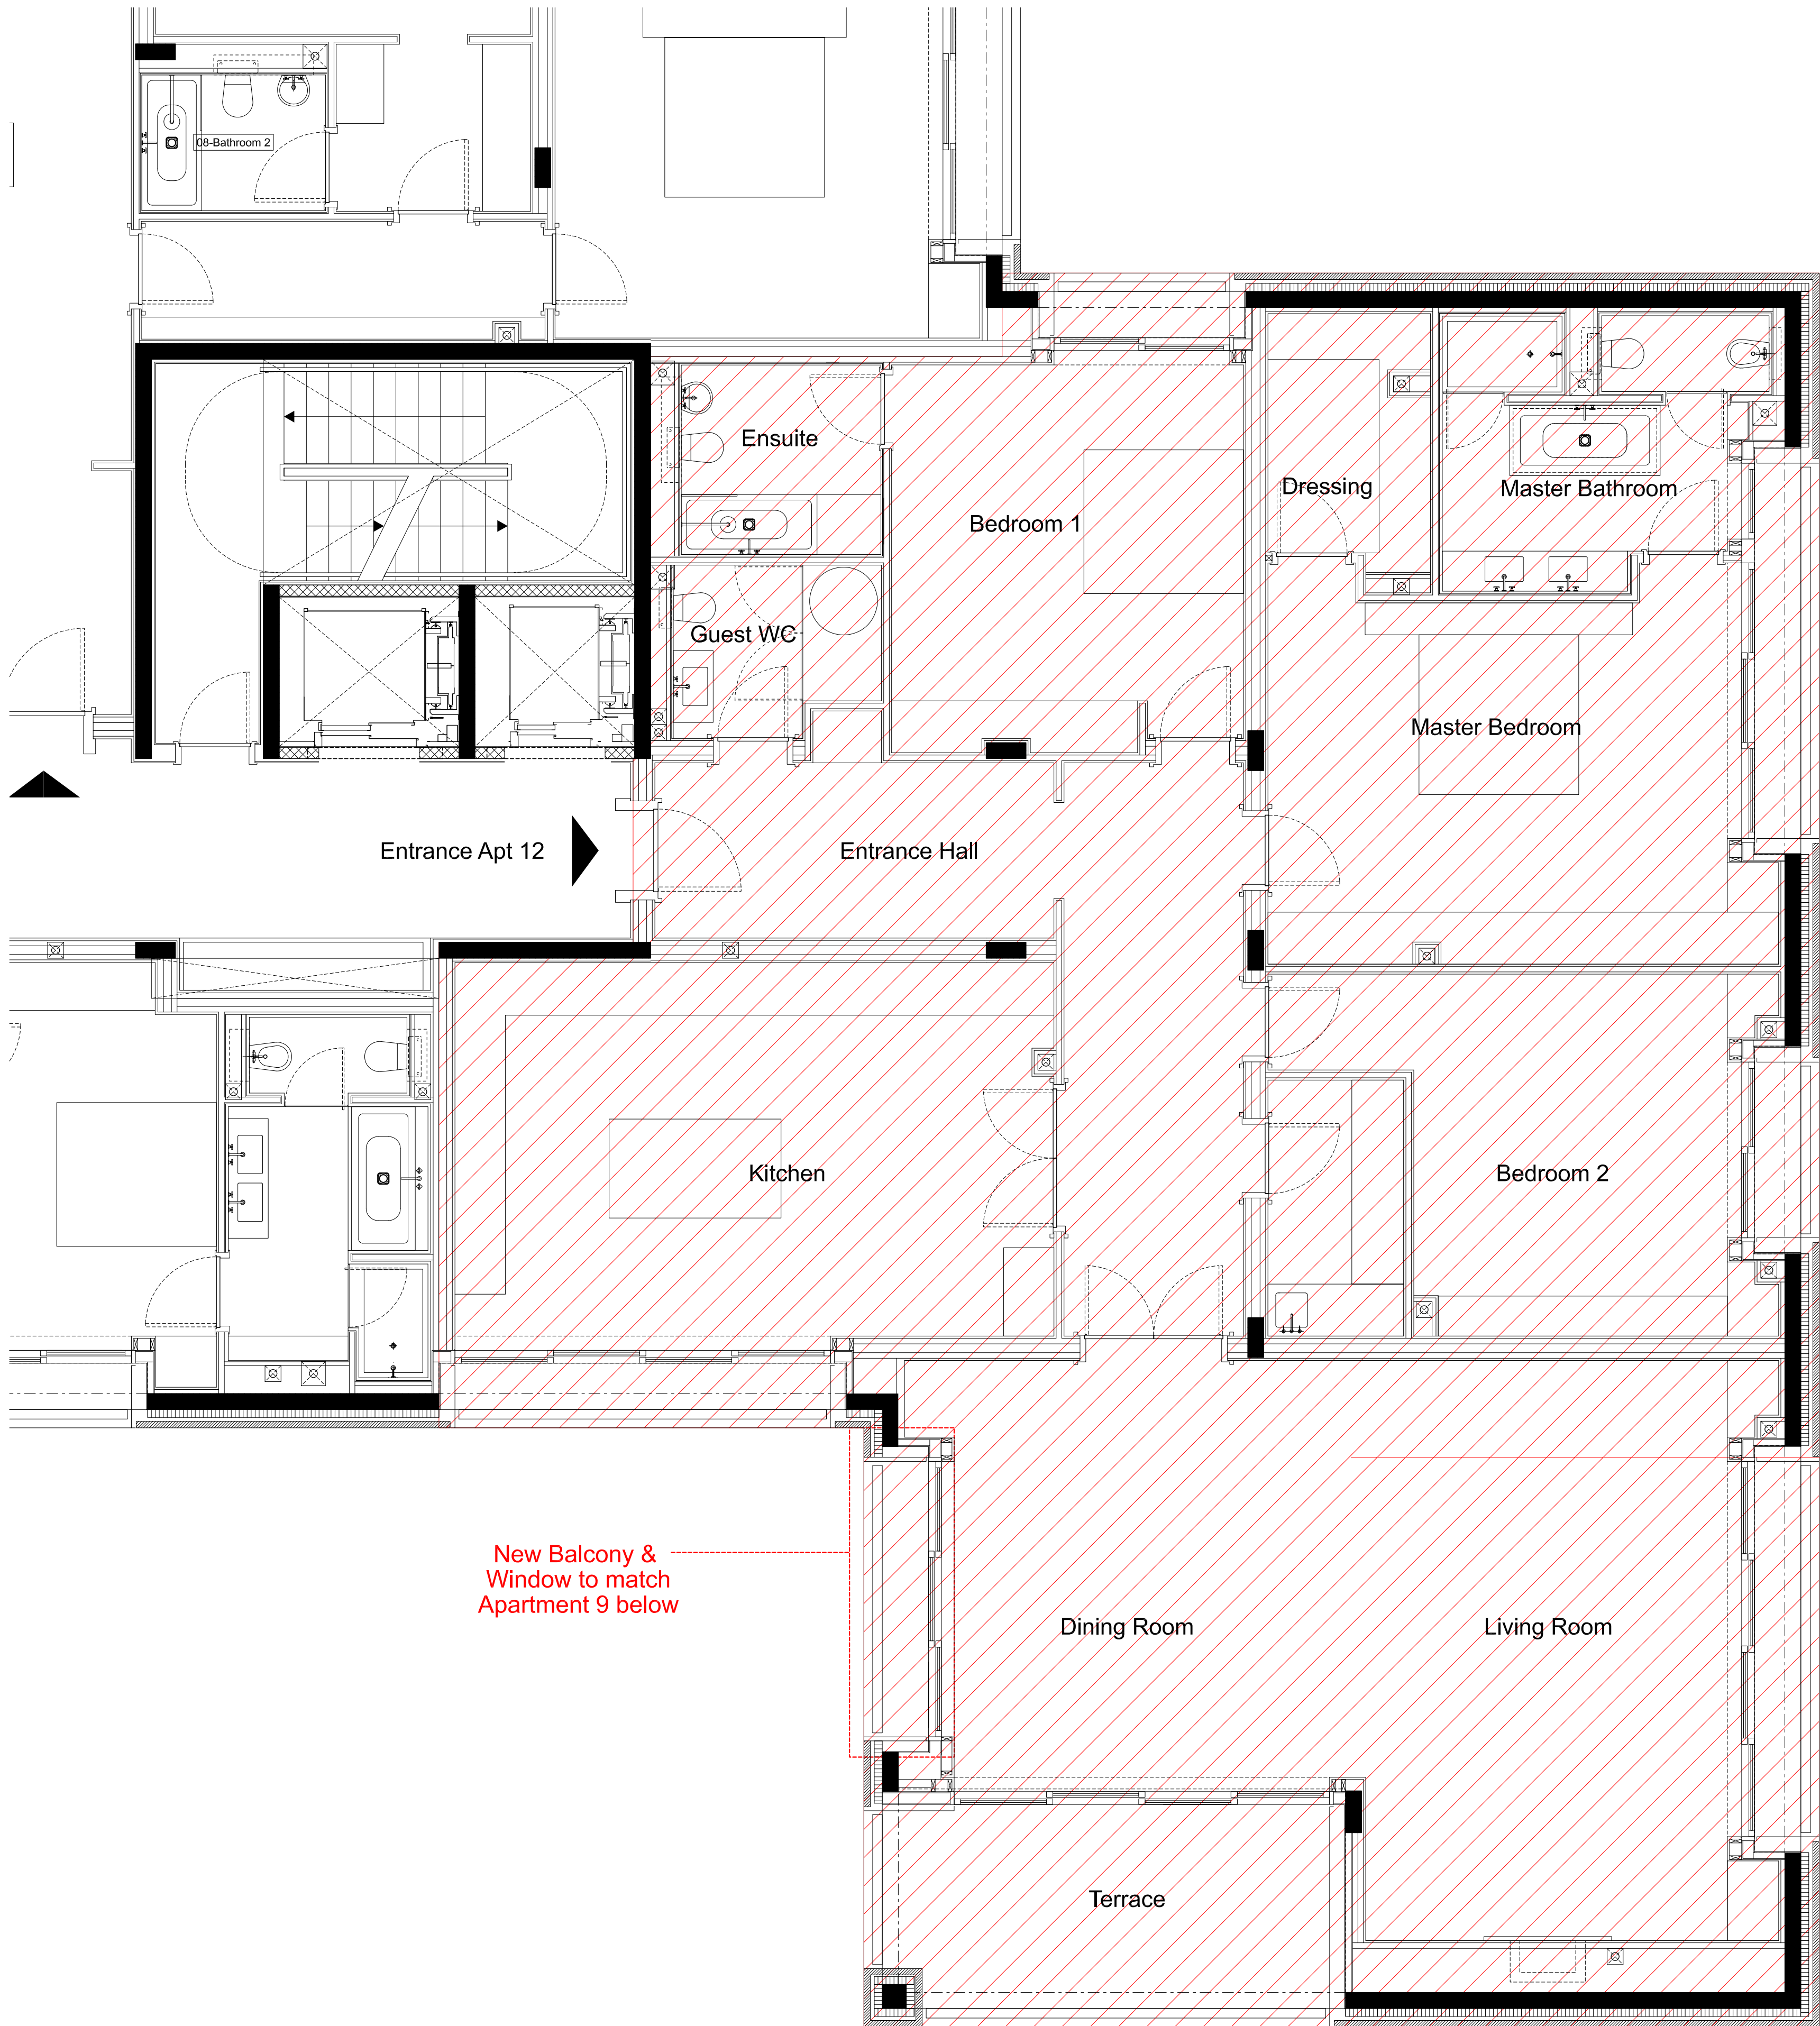 08-Bathroom 2
Ensuite
Bedroom 1
Dressing
Master Bathroom
Guest WC
Master Bedroom
Entrance Apt 12
Entrance Hall
Kitchen
Bedroom 2
New Balcony &
Window to match
Apartment 9 below
Dining Room
Living Room
Terrace